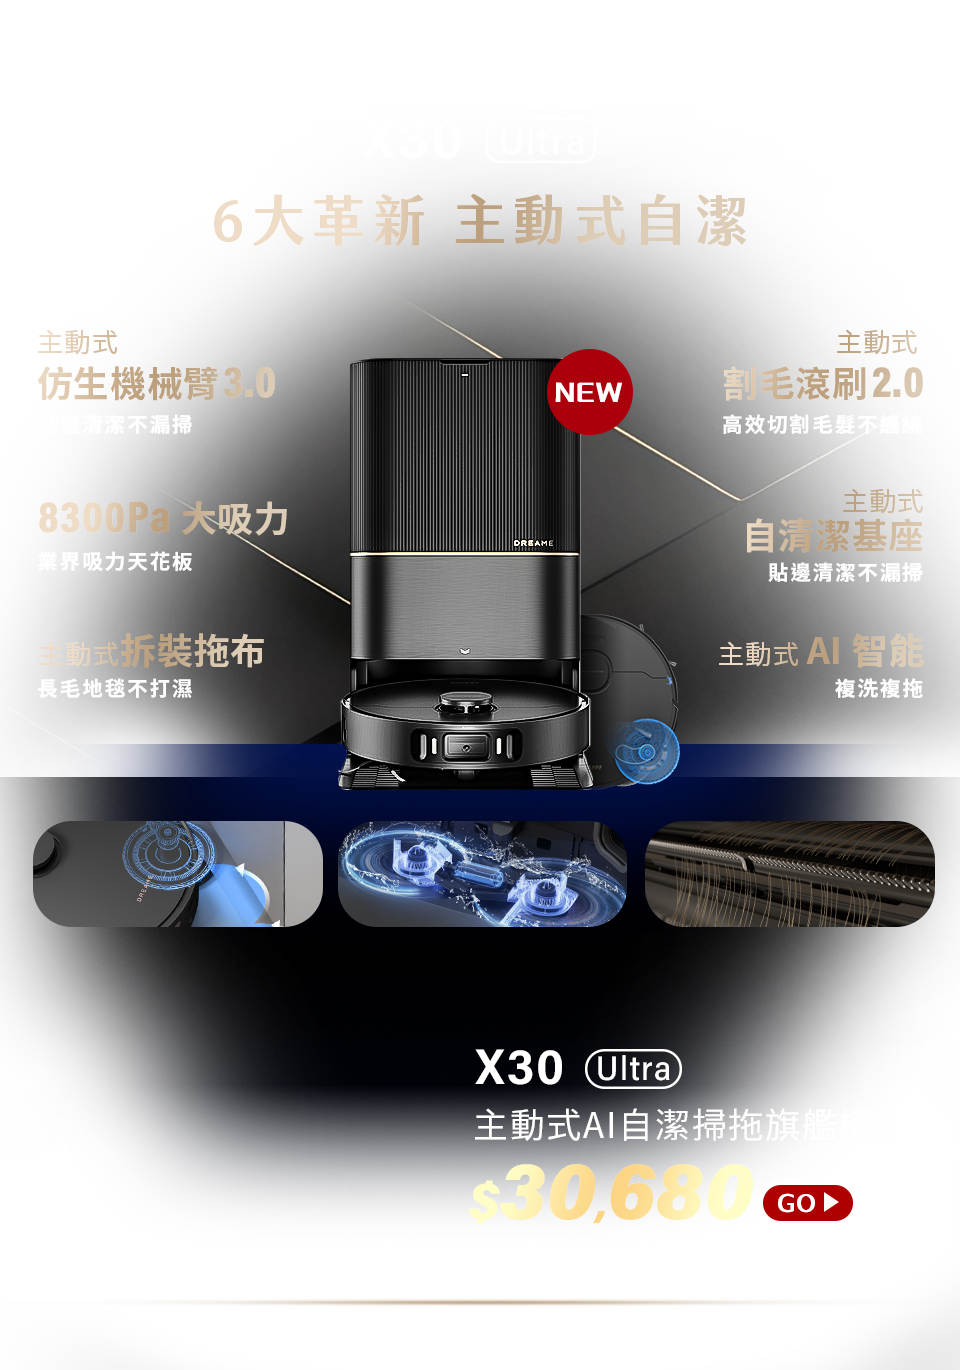 X30 Ultra
6大革新 主動式自潔
主動式
仿生機械臂3.0
清潔不漏掃
主動式
割毛滾刷2.0
高效切割毛髮不纏繞
NEW
8300Pa 大吸力
業界吸力天花板
主動式
自清潔基座
貼邊清潔不漏掃
DREAME
主動式拆裝拖布
長毛地毯不打濕
主動式 AI 智能
複洗複拖
DREAME
X30 Ultra
主動式AI自潔掃拖旗艦
$30,680
GO